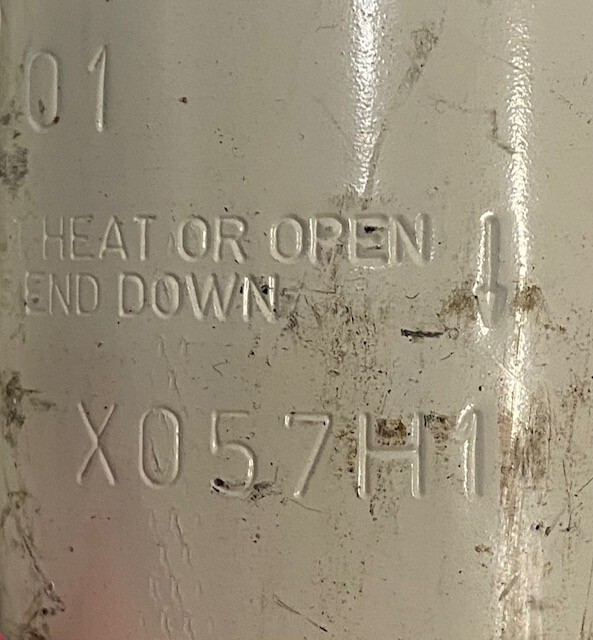 01
HEAT OR OPEN
END DOWN
X057H1